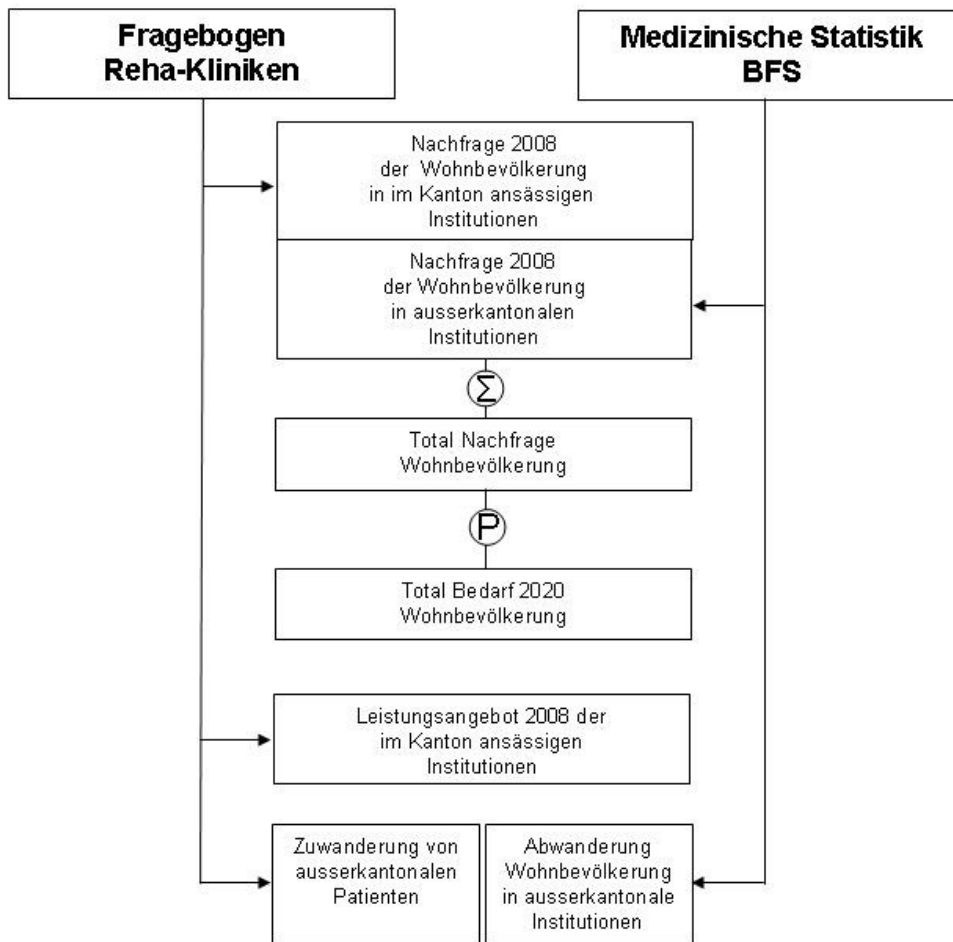 Fragebogen
Reha-Kliniken
Medizinische Statistik
BFS
Nachfrage 2008
der Wohnbevölkerung
in im Kanton ansässigen
Institutionen
Nachfrage 2008
der Wohnbevölkerung
in ausserkantonalen
Institutionen
Σ
Total Nachfrage
Wohnbevölkerung
P
Total Bedarf 2020
Wohnbevölkerung
Leistungsangebot 2008 der
im Kanton ansässigen
Institutionen
Zuwanderung von
ausserkantonalen
Patienten
Abwanderung
Wohnbevölkerung
in ausserkantonale
Institutionen